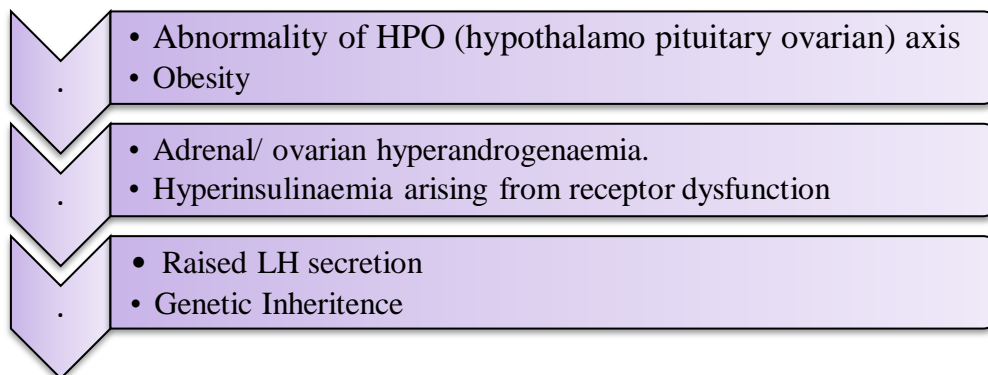 • Abnormality of HPO (hypothalamo pituitary ovarian) axis
• Obesity
.
• Adrenal/ ovarian hyperandrogenaemia.
• Hyperinsulinaemia arising from receptor dysfunction
.
• Raised LH secretion
• Genetic Inheritence
.